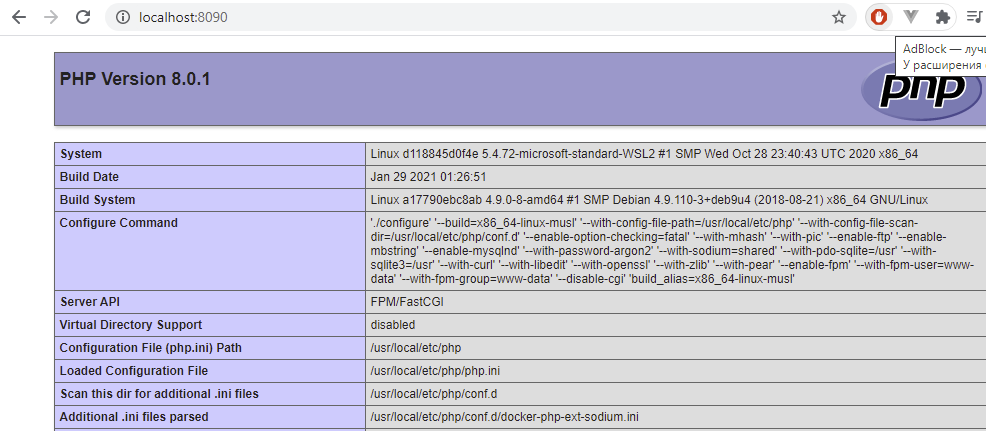 localhost:8090
AdBlock — лучш
У расширения
PHP Version 8.0.1
php
System Linux d118845d0f4e 5.4.72-microsoft-standard-WSL2 #1 SMP Wed Oct 28 23:40:43 UTC 2020 x86_64
Build Date Jan 29 2021 01:26:51
Build System Linux a17790ebc8ab 4.9.0-8-amd64 #1 SMP Debian 4.9.110-3+deb9u4 (2018-08-21) x86_64 GNU/Linux
Configure Command './configure' '--build=x86_64-linux-musl' '--with-config-file-path=/usr/local/etc/php' '--with-config-file-scan-
dir=/usr/local/etc/php/conf.d' '--enable-option-checking=fatal' '--with-mhash' '--with-pic' '--enable-ftp' '--enable-
mbstring' '--enable-mysqlnd' '--with-password-argon2' '--with-sodium=shared' '--with-pdo-sqlite=/usr' '--with-
sqlite3=/usr' '--with-curl' '--with-libedit' '--with-openssl' '--with-zlib' '--with-pear' '--enable-fpm' '--with-fpm-user=www-
data' '--with-fpm-group=www-data' '--disable-cgi' 'build_alias=x86_64-linux-musl'
Server API FPM/FastCGI
Virtual Directory Support disabled
Configuration File (php.ini) Path /usr/local/etc/php
Loaded Configuration File /usr/local/etc/php/php.ini
Scan this dir for additional .ini files /usr/local/etc/php/conf.d
Additional .ini files parsed /usr/local/etc/php/conf.d/docker-php-ext-sodium.ini